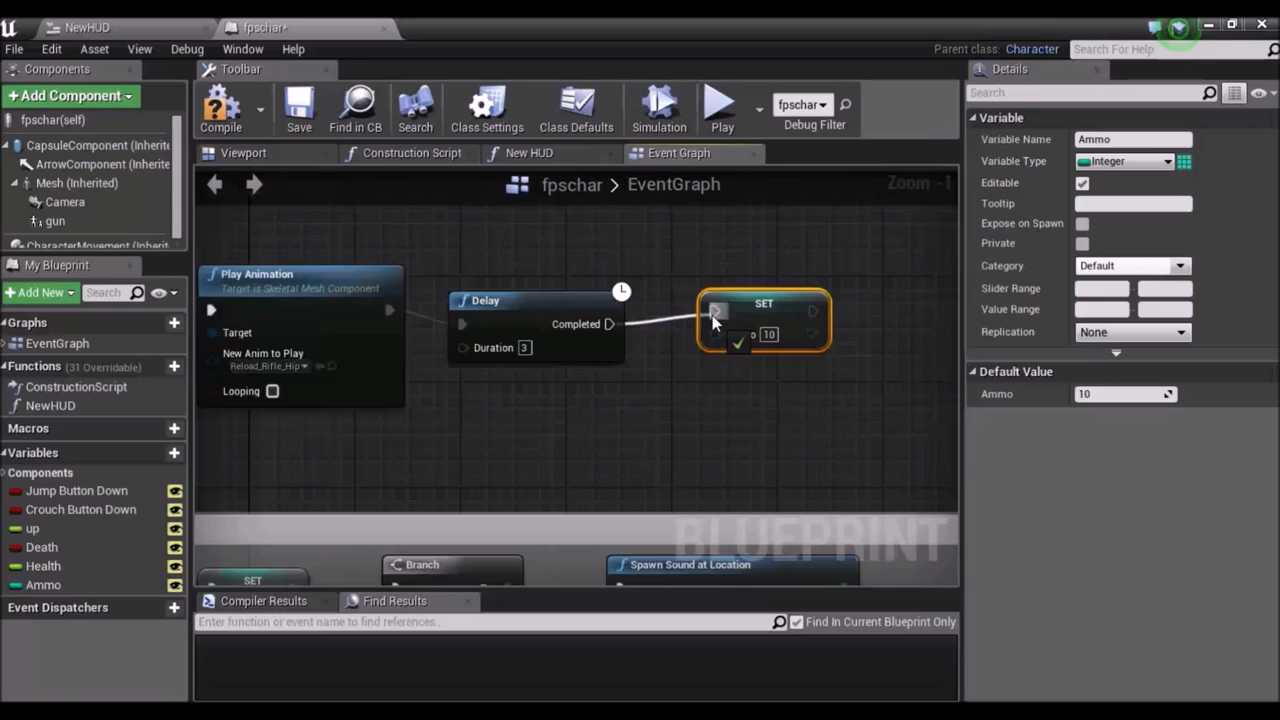 NewHUD
fpschar*
File Edit Asset View Debug Window Help
Parent class: Character
Search For Help
Components
+Add Component
fpschar(self)
CapsuleComponent (Inherite
ArrowComponent (Inherited
Mesh (Inherited)
Camera
gun
CharacterMovement (Inherit
My Blueprint
+Add New
Search
Graphs
EventGraph
Functions (31 Overridable)
ConstructionScript
NewHUD
Macros
Variables
Components
Jump Button Down
Crouch Button Down
up
Death
Health
Ammo
Event Dispatchers
Toolbar
Compile
Save
Find in CB
Search
Class Settings
Class Defaults
Simulation
Play
fpschar
Debug Filter
Viewport
Construction Script
New HUD
Event Graph
fpschar > EventGraph
Zoom -1
Play Animation
Target is Skeletal Mesh Component
Target
New Anim to Play
Reload_Rifle_Hip
Looping
Delay
Completed
Duration 3
SET
o 10
BLUEPRINT
SET
Branch
Spawn Sound at Location
Compiler Results
Find Results
Enter function or event name to find references..
Find In Current Blueprint Only
Details
Search
Variable
Variable Name Ammo
Variable Type Integer
Editable
Tooltip
Expose on Spawn
Private
Category Default
Slider Range
Value Range
Replication None
Default Value
Ammo 10